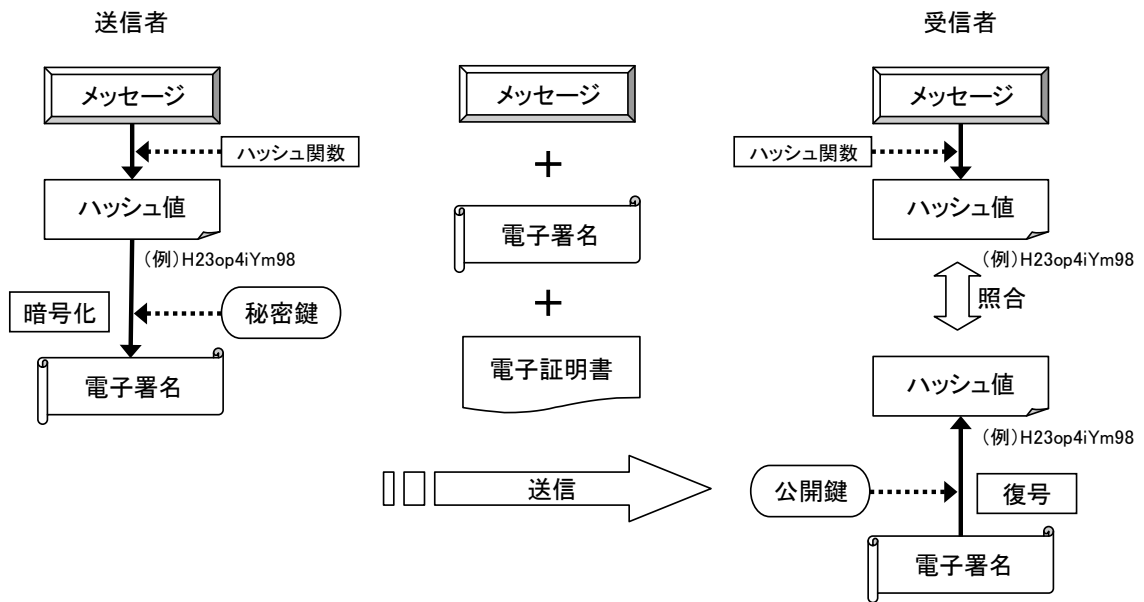 送信者
メッセージ
ハッシュ関数
ハッシュ値
(例)H23op4iYm98
暗号化
秘密鍵
電子署名
メッセージ
+
電子署名
+
電子証明書
送信
受信者
メッセージ
ハッシュ関数
ハッシュ値
(例)H23op4iYm98
照合
ハッシュ値
(例)H23op4iYm98
公開鍵
復号
電子署名